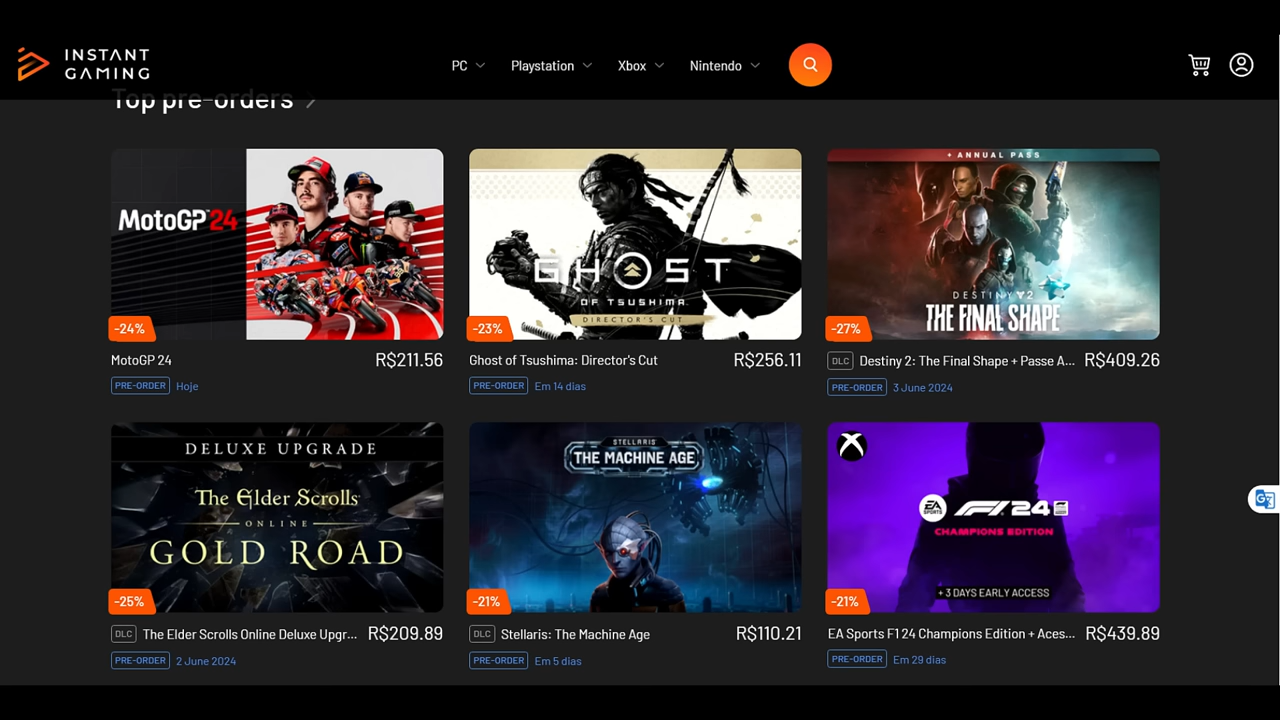 INSTANT
GAMING
PC
Playstation
Xbox
Nintendo
Top pre-orders
MotoGP 24
-24%
MotoGP 24
R$211.56
PRE-ORDER Hoje
GHOST
OF TSUSHIMA
DIRECTOR'S CUT
-23%
Ghost of Tsushima: Director's Cut
R$256.11
PRE-ORDER Em 14 dias
+ ANNUAL PASS
DESTINY 2
THE FINAL SHAPE
-27%
DLC Destiny 2: The Final Shape + Passe A...
R$409.26
PRE-ORDER 3 June 2024
DELUXE UPGRADE
The Elder Scrolls
ONLINE
GOLD ROAD
-25%
DLC The Elder Scrolls Online Deluxe Upgr...
R$209.89
PRE-ORDER 2 June 2024
STELLARIS
THE MACHINE AGE
-21%
DLC Stellaris: The Machine Age
R$110.21
PRE-ORDER Em 5 dias
EA SPORTS F1 24
CHAMPIONS EDITION
+ 3 DAYS EARLY ACCESS
-21%
EA Sports F1 24 Champions Edition + Aces...
R$439.89
PRE-ORDER Em 29 dias